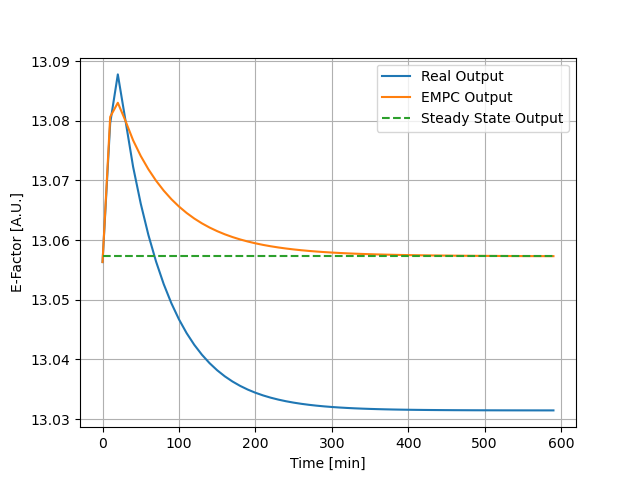 13.09
13.08
13.07
13.06
13.05
13.04
13.03
E-Factor [A.U.]
0
100
200
300
400
500
600
Time [min]
Real Output
EMPC Output
Steady State Output